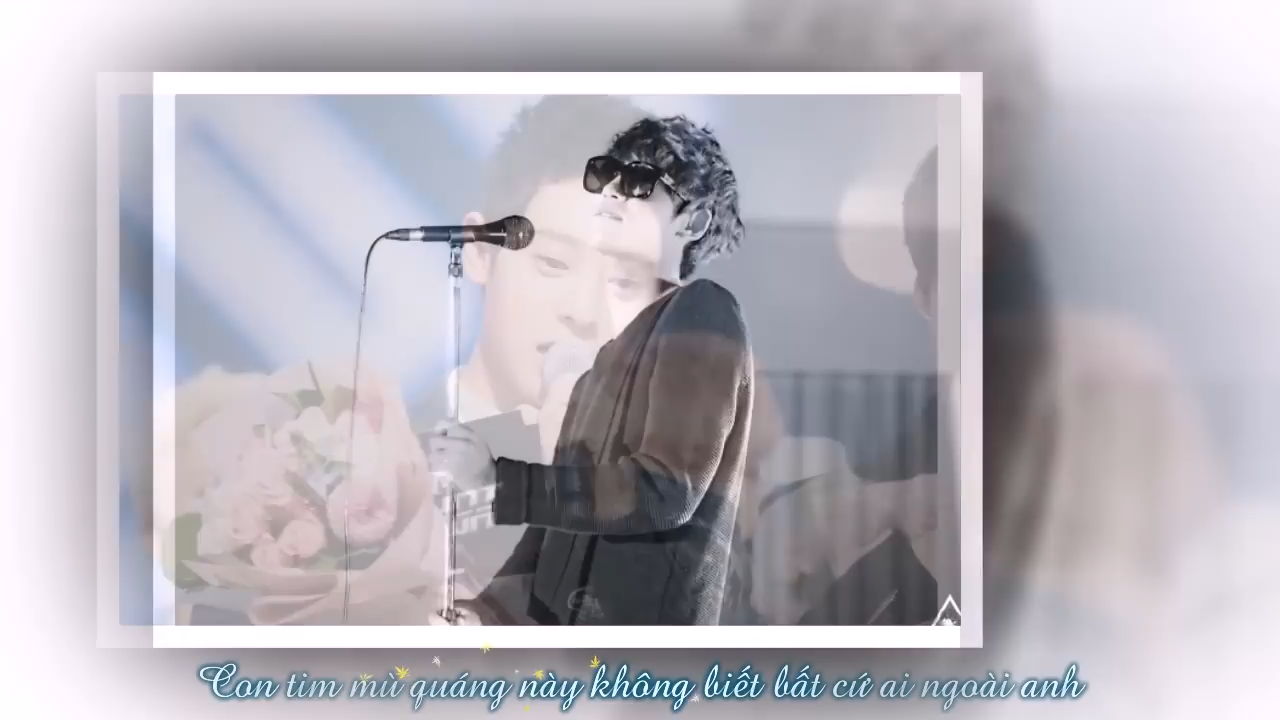 Con tim mù quáng này không biết bất cứ ai ngoài anh